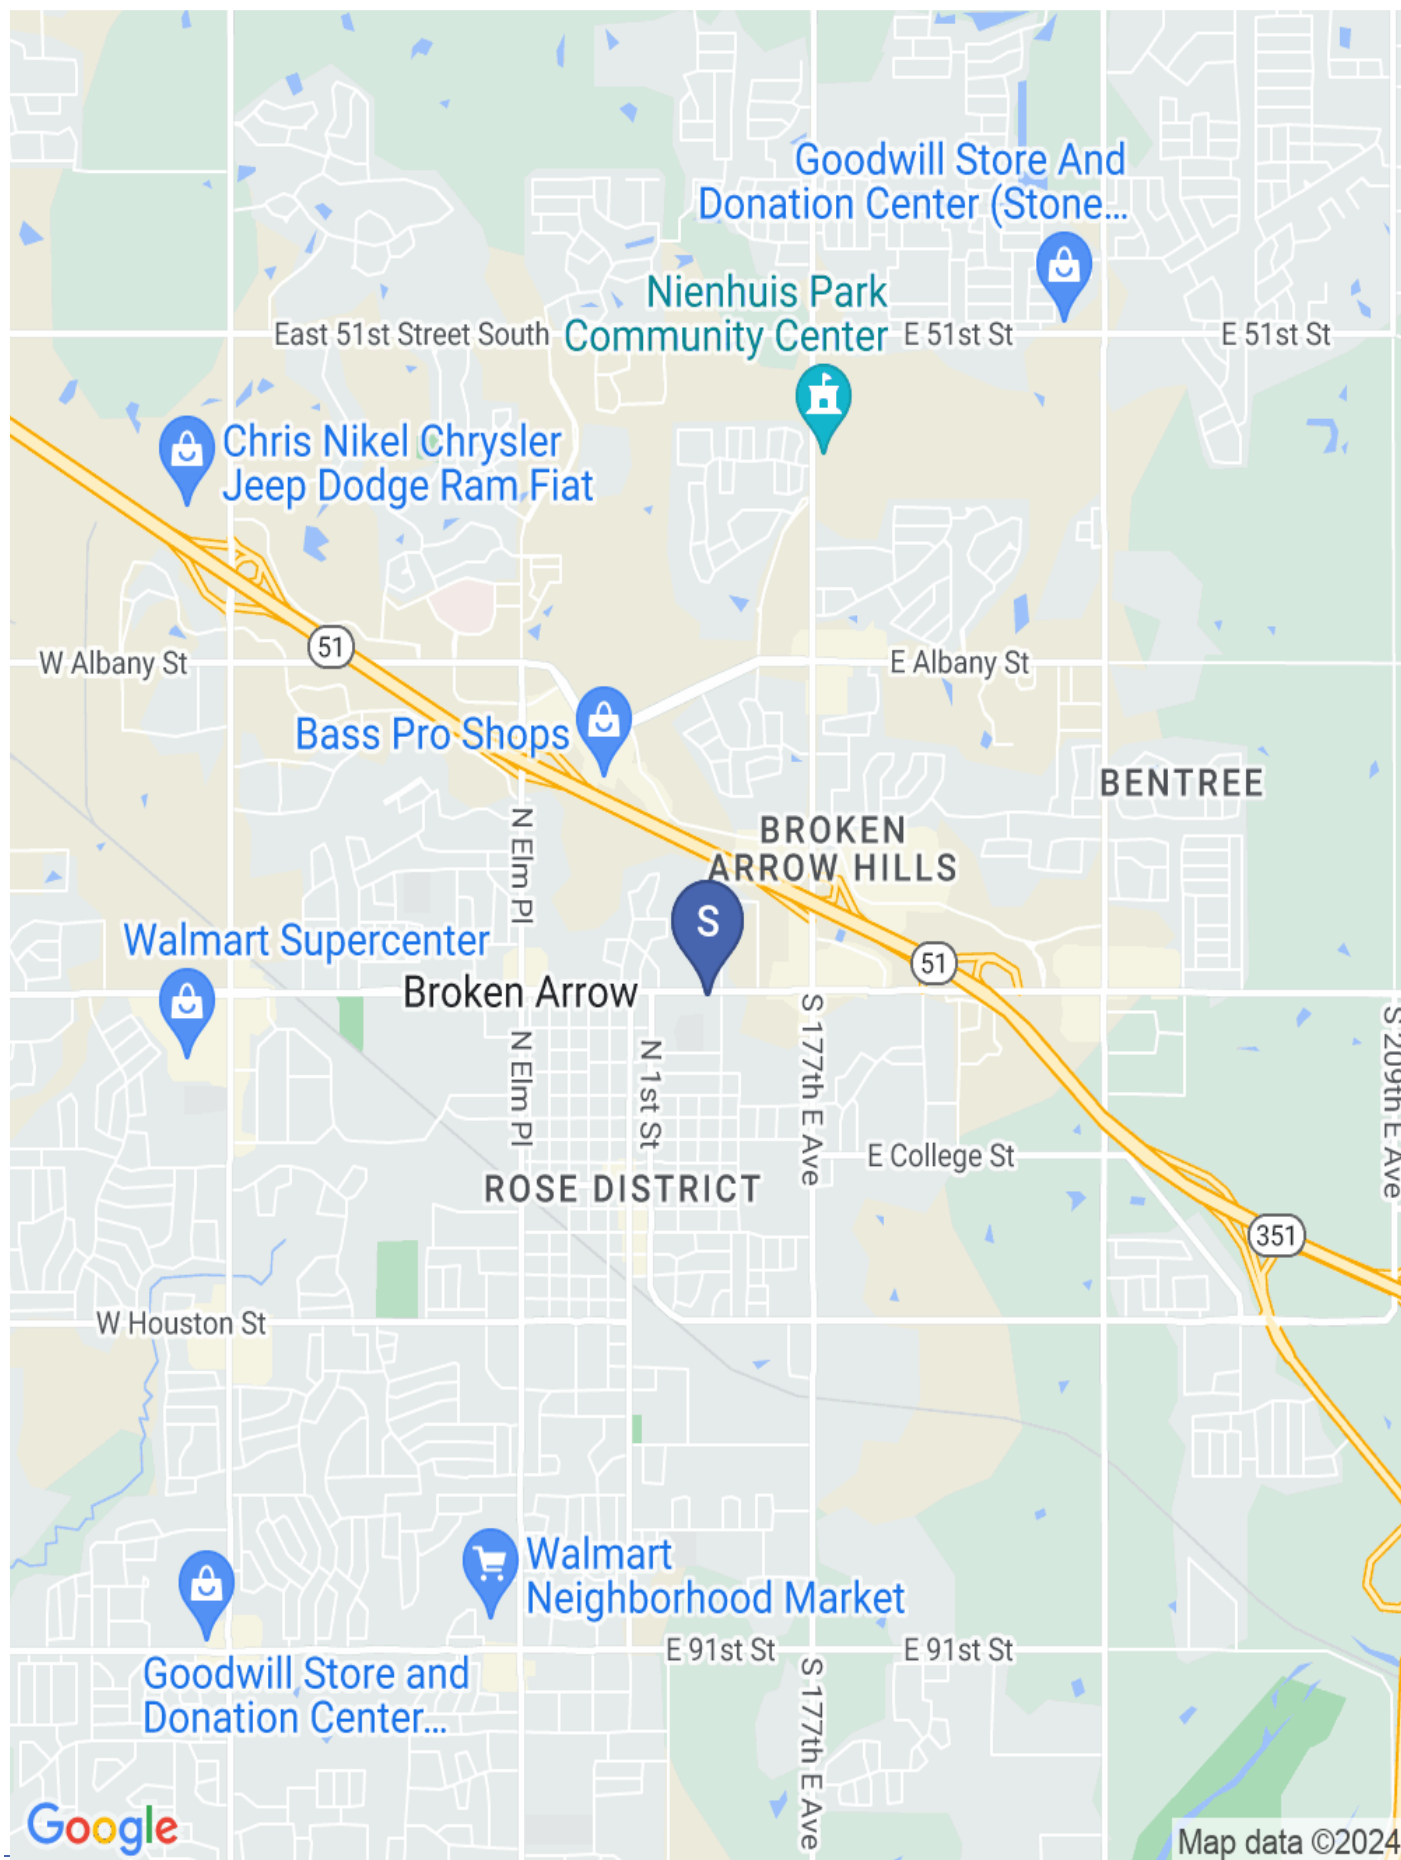 Goodwill Store And
Donation Center (Stone...
Nienhuis Park
Community Center
East 51st Street South
E 51st St
E 51st St
Chris Nikel Chrysler
Jeep Dodge Ram Fiat
51
W Albany St
E Albany St
Bass Pro Shops
BENTREE
BROKEN
ARROW HILLS
N Elm Pl
S
Walmart Supercenter
51
Broken Arrow
S 177th E Ave
S 209th E Ave
N Elm Pl
N 1st St
E College St
ROSE DISTRICT
351
W Houston St
Walmart
Neighborhood Market
E 91st St
E 91st St
Goodwill Store and
Donation Center...
S 177th E Ave
Google
Map data ©2024